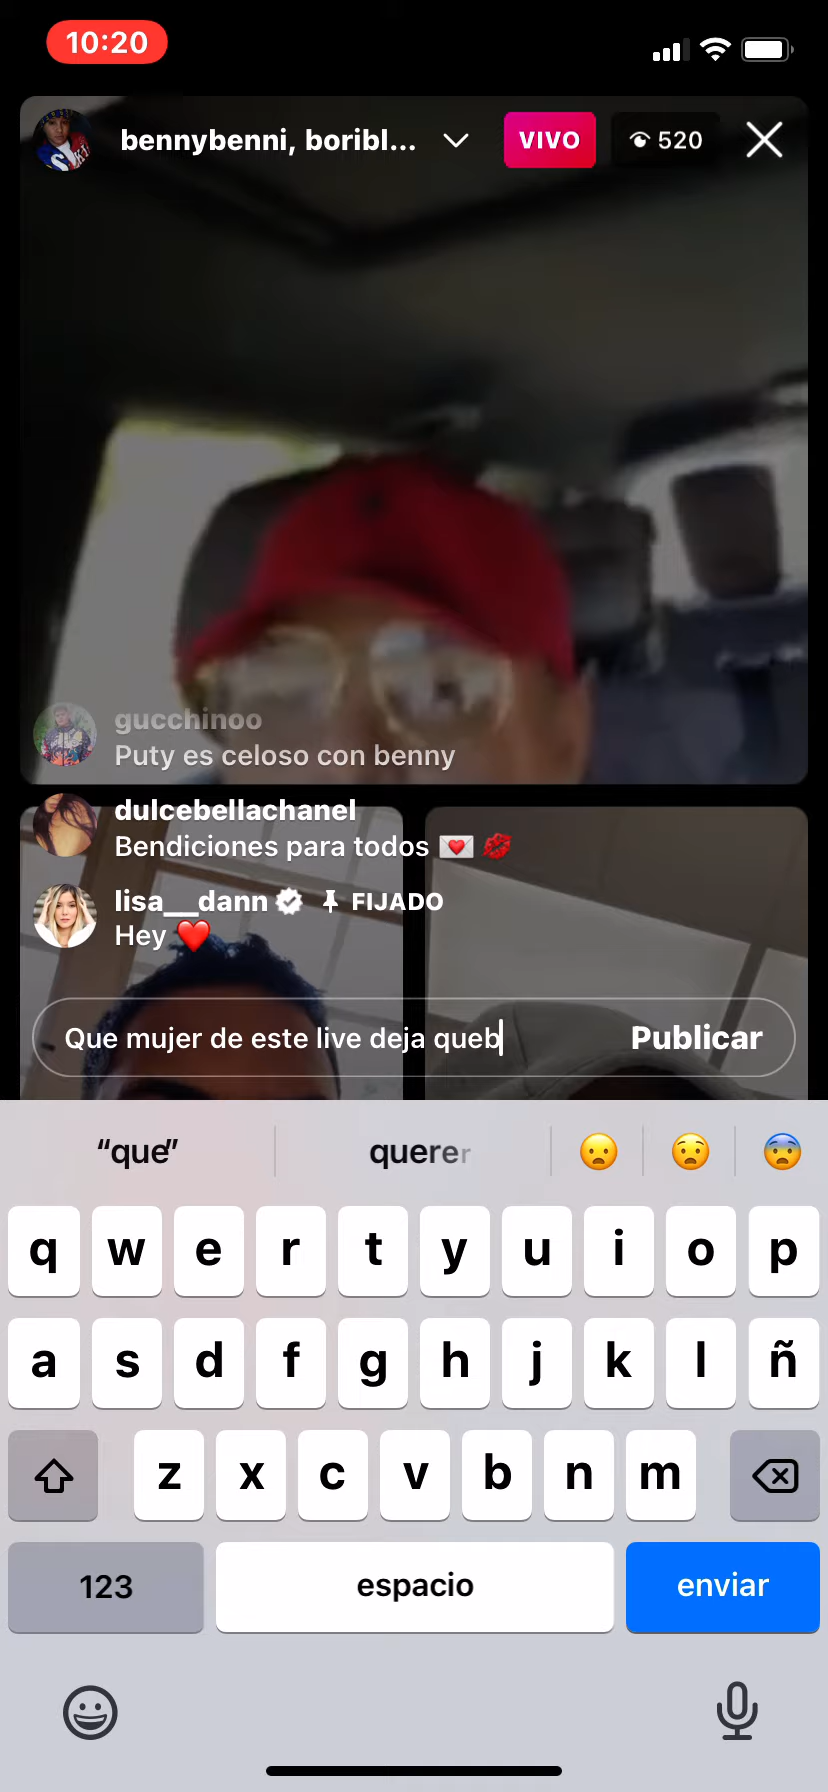 10:20
bennybenni, boribl...
VIVO
520
gucchinoo
Puty es celoso con benny
dulcebellachanel
Bendiciones para todos 💌 💋
lisa__dann FIJADO
Hey ❤️
Que mujer de este live deja queb
Publicar
“que” querer 😦 😧 😨
q w e r t y u i o p
a s d f g h j k l ñ
z x c v b n m
123 espacio enviar